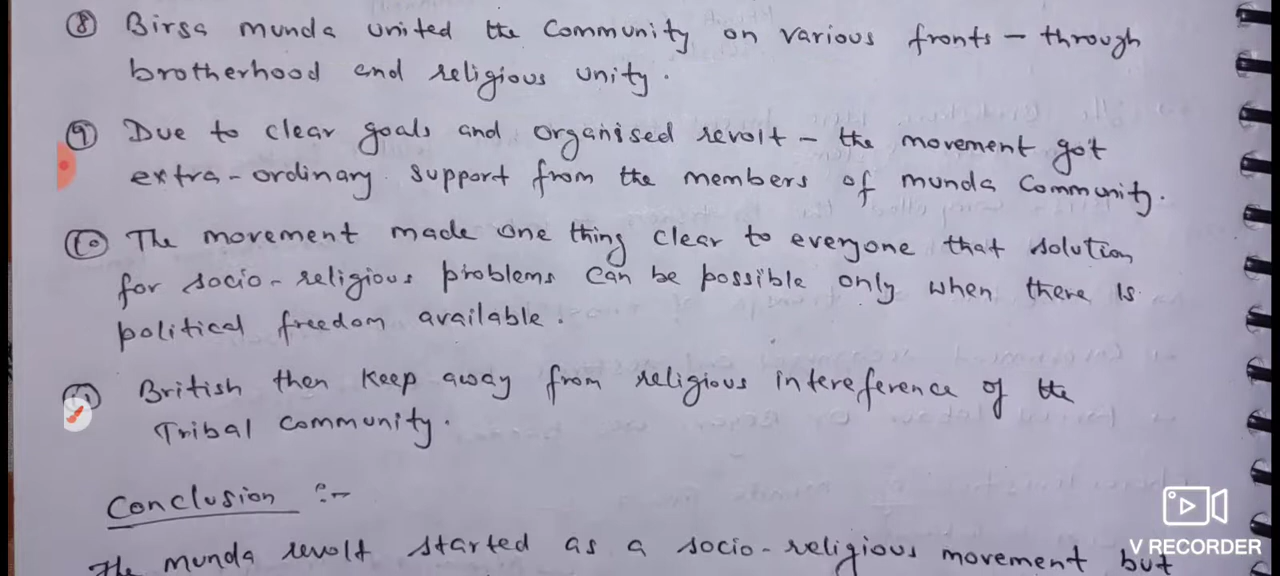 ⑧ Birsa munda united the Community on various fronts - through
brotherhood and religious unity.
⑨ Due to clear goals and organised revolt - the movement got
extra-ordinary support from the members of munda Community.
⑩ The movement made one thing clear to everyone that solution
for socio-religious problems can be possible only when there is
political freedom available.
British then keep away from religious intereference of the
Tribal community.
Conclusion :-
The munda revolt started as a socio-religious movement but
V RECORDER